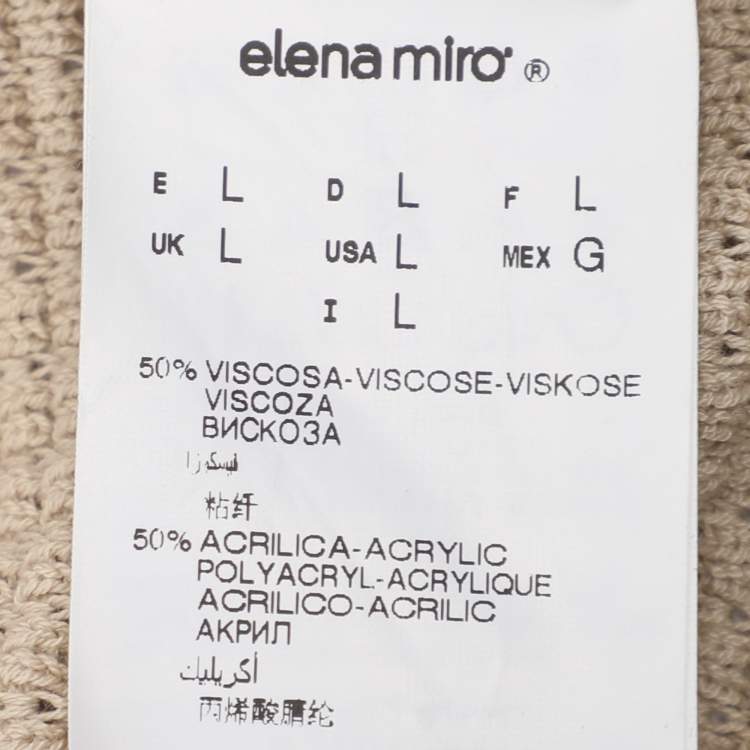 elena miro ®
E L D L F L
UK L USA L MEX G
I L
50% VISCOSA-VISCOSE-VISKOSE
VISCOZA
ВИСКОЗА
فيسكوزا
粘纤
50% ACRILICA-ACRYLIC
POLYACRYL-ACRYLIQUE
ACRILICO-ACRILIC
АКРИЛ
أكريليك
丙烯酸腈纶